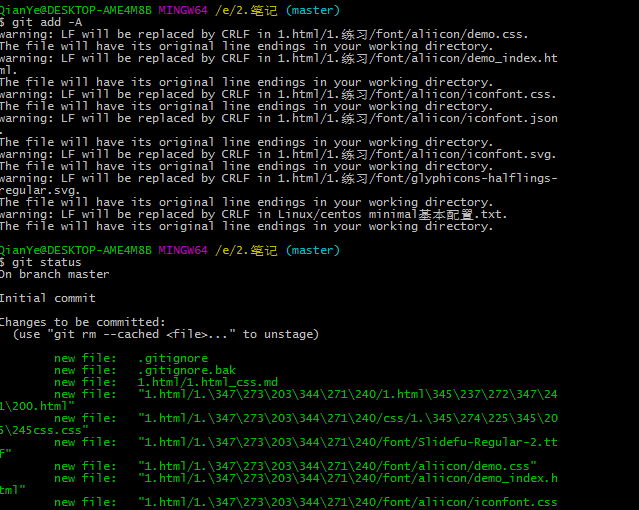 QianYe@DESKTOP-AME4M8B MINGW64 /e/2.笔记 (master)
$ git add -A
warning: LF will be replaced by CRLF in 1.html/1.练习/font/aliicon/demo.css.
The file will have its original line endings in your working directory.
warning: LF will be replaced by CRLF in 1.html/1.练习/font/aliicon/demo_index.ht
ml.
The file will have its original line endings in your working directory.
warning: LF will be replaced by CRLF in 1.html/1.练习/font/aliicon/iconfont.css.
The file will have its original line endings in your working directory.
warning: LF will be replaced by CRLF in 1.html/1.练习/font/aliicon/iconfont.json
.
The file will have its original line endings in your working directory.
warning: LF will be replaced by CRLF in 1.html/1.练习/font/aliicon/iconfont.svg.
The file will have its original line endings in your working directory.
warning: LF will be replaced by CRLF in 1.html/1.练习/font/glyphicons-halflings-
regular.svg.
The file will have its original line endings in your working directory.
warning: LF will be replaced by CRLF in Linux/centos minimal基本配置.txt.
The file will have its original line endings in your working directory.
QianYe@DESKTOP-AME4M8B MINGW64 /e/2.笔记 (master)
$ git status
On branch master
Initial commit
Changes to be committed:
(use "git rm --cached <file>..." to unstage)
new file: .gitignore
new file: .gitignore.bak
new file: 1.html/1.html_css.md
new file: "1.html/1.\347\273\203\344\271\240/1.html\345\237\272\347\24
1\200.html"
new file: "1.html/1.\347\273\203\344\271\240/css/1.\345\274\225\345\20
5\245css.css"
new file: "1.html/1.\347\273\203\344\271\240/font/Slidefu-Regular-2.tt
f"
new file: "1.html/1.\347\273\203\344\271\240/font/aliicon/demo.css"
new file: "1.html/1.\347\273\203\344\271\240/font/aliicon/demo_index.h
tml"
new file: "1.html/1.\347\273\203\344\271\240/font/aliicon/iconfont.css